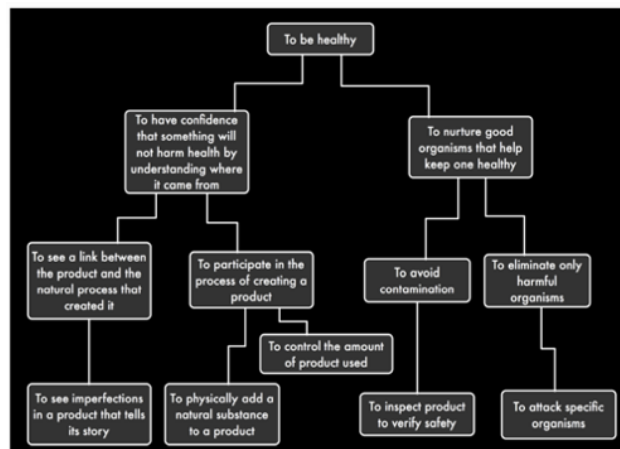 To be healthy
To have confidence
that something will
not harm health by
understanding where
it came from
To nurture good
organisms that help
keep one healthy
To see a link between
the product and the
natural process that
created it
To participate in the
process of creating a
product
To avoid
contamination
To eliminate only
harmful
organisms
To control the amount
of product used
To see imperfections
in a product that tells
its story
To physically add a
natural substance
to a product
To inspect product
to verify safety
To attack specific
organisms